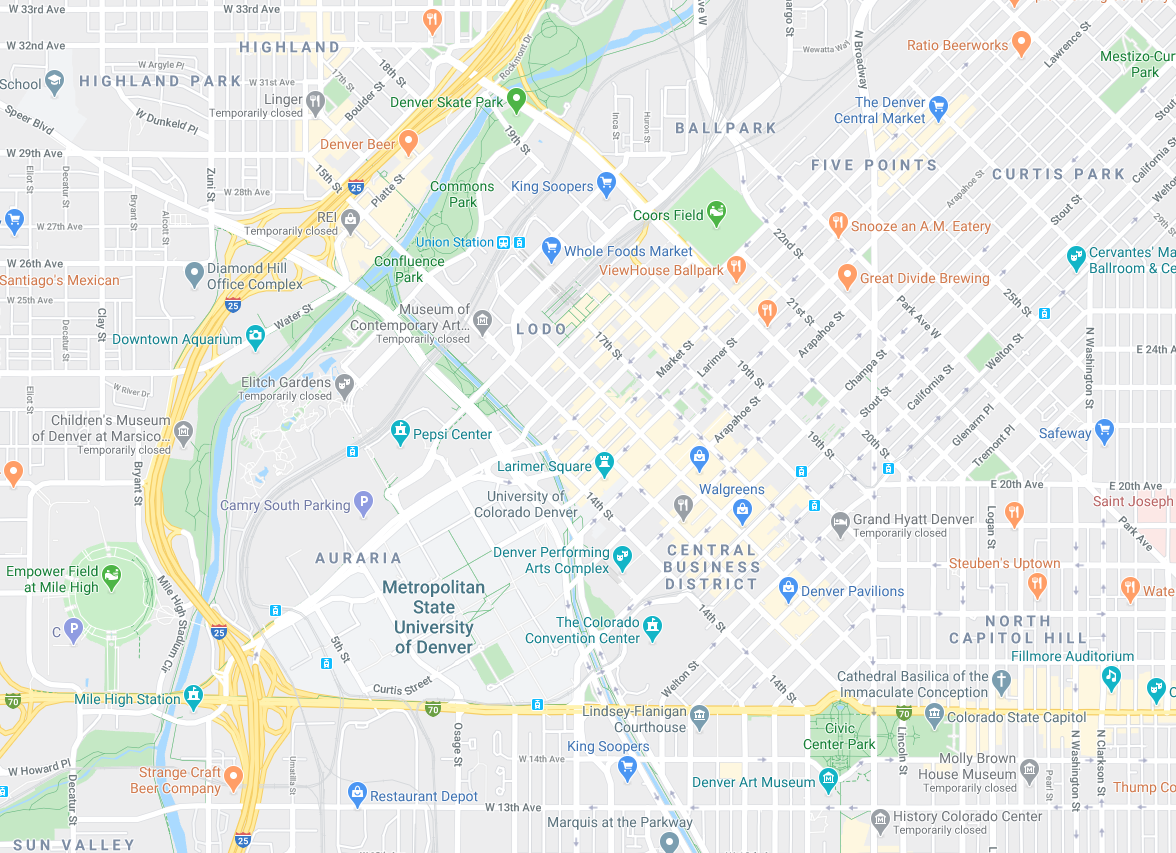 W 33rd Ave
W 33rd Ave
HIGHLAND
W 32nd Ave
W Argyle Pl
HIGHLAND PARK
W 31st Ave
School
Speer Blvd
W Dunkeld Pl
17th St
18th St
Boulder St
Linger
Temporarily closed
Denver Skate Park
Rockmont Dr
19th St
Denver Beer
W 29th Ave
15th St
Platte St
25
Zuni St
Eliot St
Decatur St
Bryant St
Alcott St
W 28th Ave
W 27th Ave
REI
Temporarily closed
Commons
Park
Union Station
Confluence
Park
King Soopers
Whole Foods Market
Coors Field
ViewHouse Ballpark
Inca St
Huron St
BALLPARK
N Broadway
Wewatta Way
Ratio Beerworks
Lawrence St
Mestizo-Cur
Park
The Denver
Central Market
FIVE POINTS
CURTIS PARK
Arapahoe St
Stout St
California St
Welton St
Snooze an A.M. Eatery
Great Divide Brewing
Cervantes' Ma
Ballroom & Ce
22nd St
21st St
25th St
Park Ave W
W 26th Ave
Santiago's Mexican
W 25th Ave
Diamond Hill
Office Complex
25
Water St
Clay St
Decatur St
Downtown Aquarium
Museum of
Contemporary Art...
Temporarily closed
LODO
17th St
Market St
Larimer St
19th St
Arapahoe St
Champa St
Stout St
California St
Welton St
Glenarm Pl
Tremont Pl
N Washington St
E 24th A
W River Dr
Eliot St
Elitch Gardens
Temporarily closed
Children's Museum
of Denver at Marsico...
Temporarily closed
Pepsi Center
Larimer Square
Arapahoe St
19th St
20th St
Safeway
Walgreens
E 20th Ave
E 20th Ave
Bryant St
Camry South Parking
University of
Colorado Denver
14th St
Grand Hyatt Denver
Temporarily closed
Logan St
Saint Joseph
Park Ave
AURARIA
Denver Performing
Arts Complex
CENTRAL
BUSINESS
DISTRICT
Steuben's Uptown
Wate
Empower Field
at Mile High
Mile High Stadium Cir
Metropolitan
State
University
of Denver
Denver Pavilions
C
25
5th St
The Colorado
Convention Center
14th St
NORTH
CAPITOL HILL
Fillmore Auditorium
Curtis Street
Welton St
14th St
Cathedral Basilica of the
Immaculate Conception
70
Mile High Station
70
Lindsey-Flanigan
Courthouse
70
Colorado State Capitol
Civic
Center Park
Lincoln St
W Howard Pl
Decatur St
Strange Craft
Beer Company
Umatilla St
Osage St
W 14th Ave
King Soopers
Denver Art Museum
Molly Brown
House Museum
Temporarily closed
Pearl St
N Washington St
N Clarkson St
Thump Co
Restaurant Depot
W 13th Ave
Marquis at the Parkway
History Colorado Center
Temporarily closed
SUN VALLEY
25